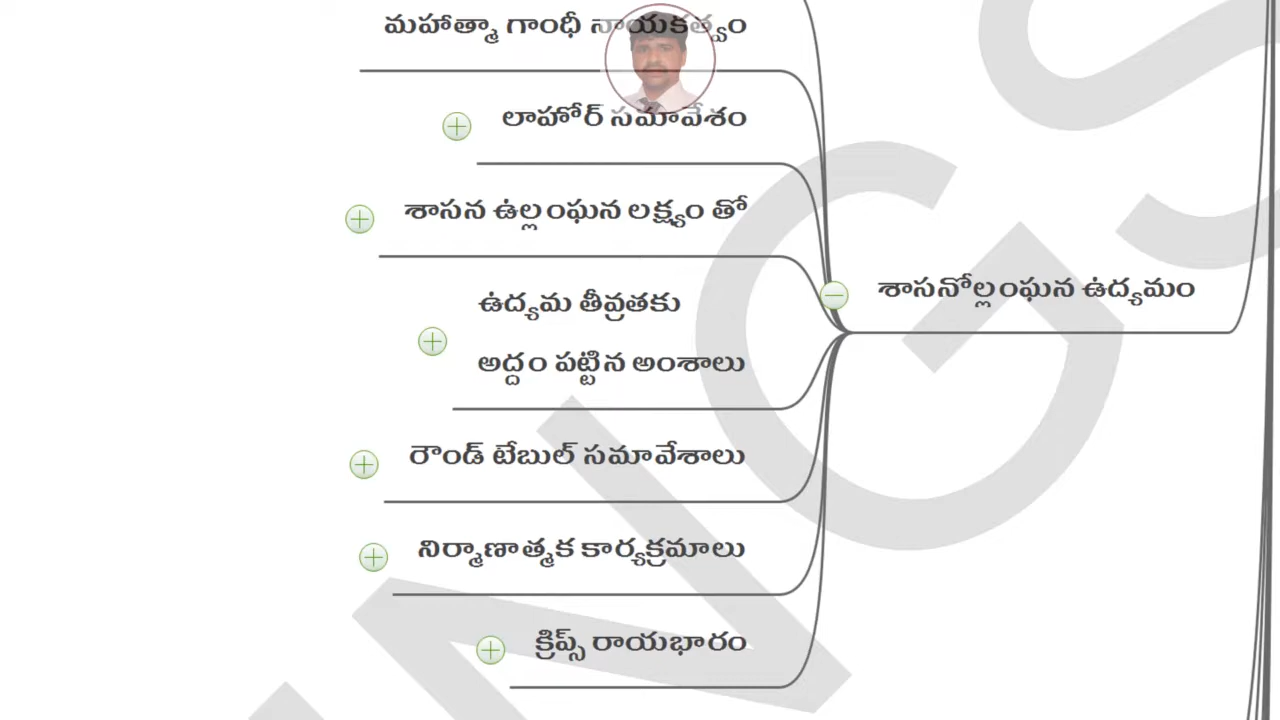 మహాత్మా గాంధీ నాయకత్వం
లాహోర్ సమావేశం
శాసన ఉల్లంఘన లక్ష్యం తో
ఉద్యమ తీవ్రతకు
అద్దం పట్టిన అంశాలు
రౌండ్ టేబుల్ సమావేశాలు
నిర్మాణాత్మక కార్యక్రమాలు
క్రిప్స్ రాయభారం
శాసనోల్లంఘన ఉద్యమం